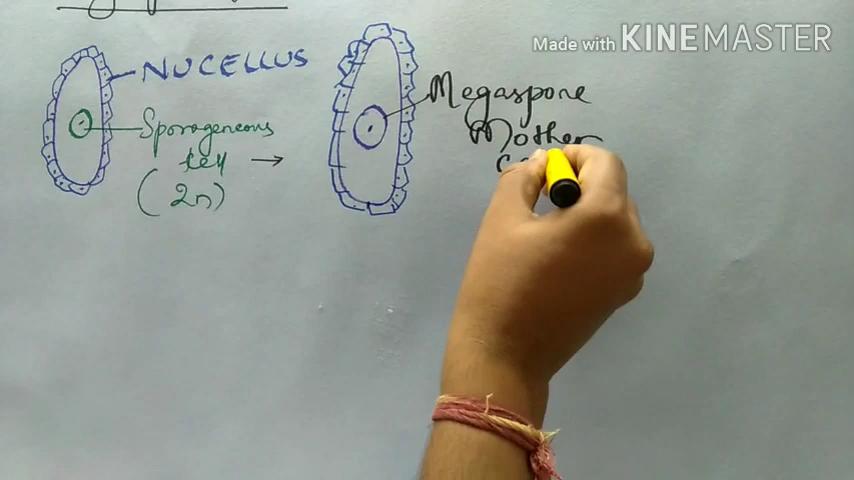 Made with KINEMASTER
NUCELLUS
Sporogeneous
cell
(2n)
→
Megaspore
Mother